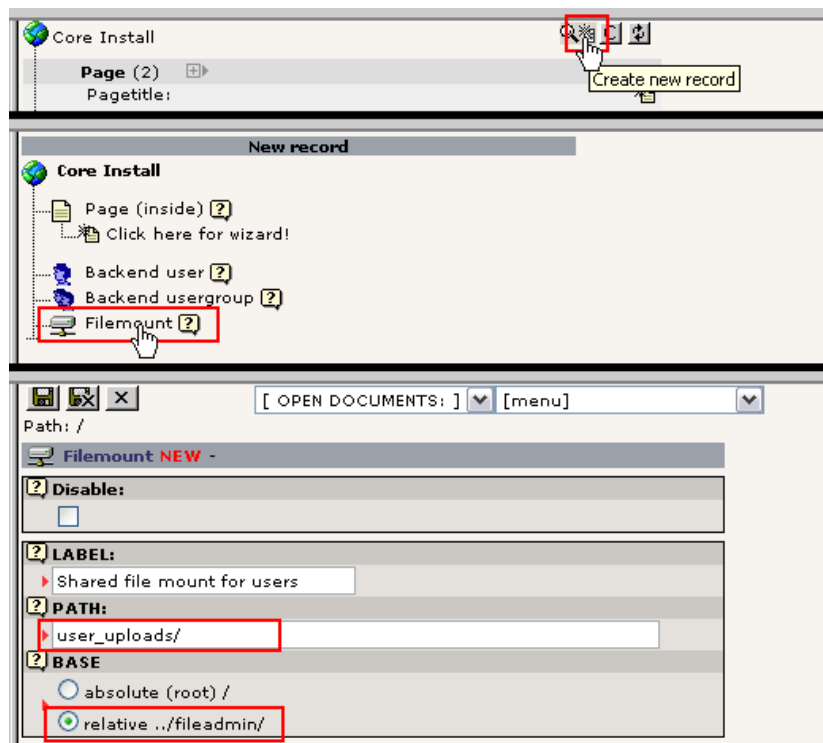 Core Install
Page (2)
Create new record
Pagetitle:
New record
Core Install
Page (inside) ?
Click here for wizard!
Backend user ?
Backend usergroup ?
Filemount ?
[ OPEN DOCUMENTS: ] [menu]
Path: /
Filemount NEW -
? Disable:
? LABEL:
Shared file mount for users
? PATH:
user_uploads/
? BASE
absolute (root) /
relative ../fileadmin/